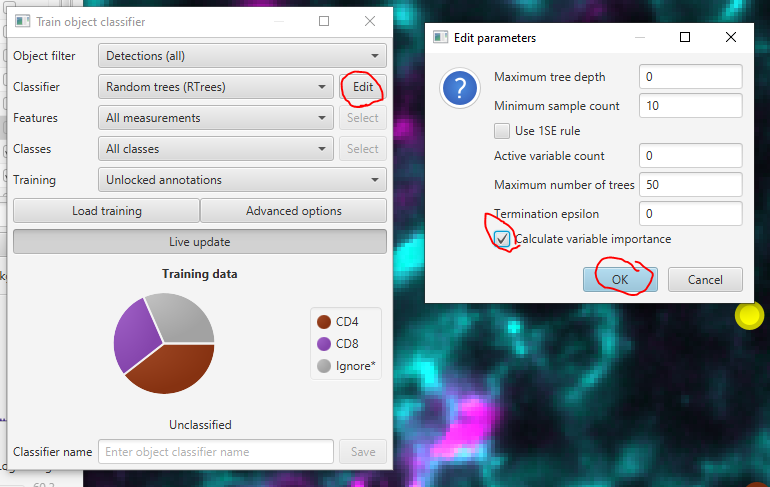 Train object classifier
Object filter Detections (all)
Classifier Random trees (RTrees) Edit
Features All measurements Select
Classes All classes Select
Training Unlocked annotations
Load training Advanced options
Live update
Training data
CD4
CD8
Ignore*
Unclassified
Classifier name Enter object classifier name Save
Edit parameters
Maximum tree depth 0
Minimum sample count 10
Use 1SE rule
Active variable count 0
Maximum number of trees 50
Termination epsilon 0
Calculate variable importance
OK Cancel